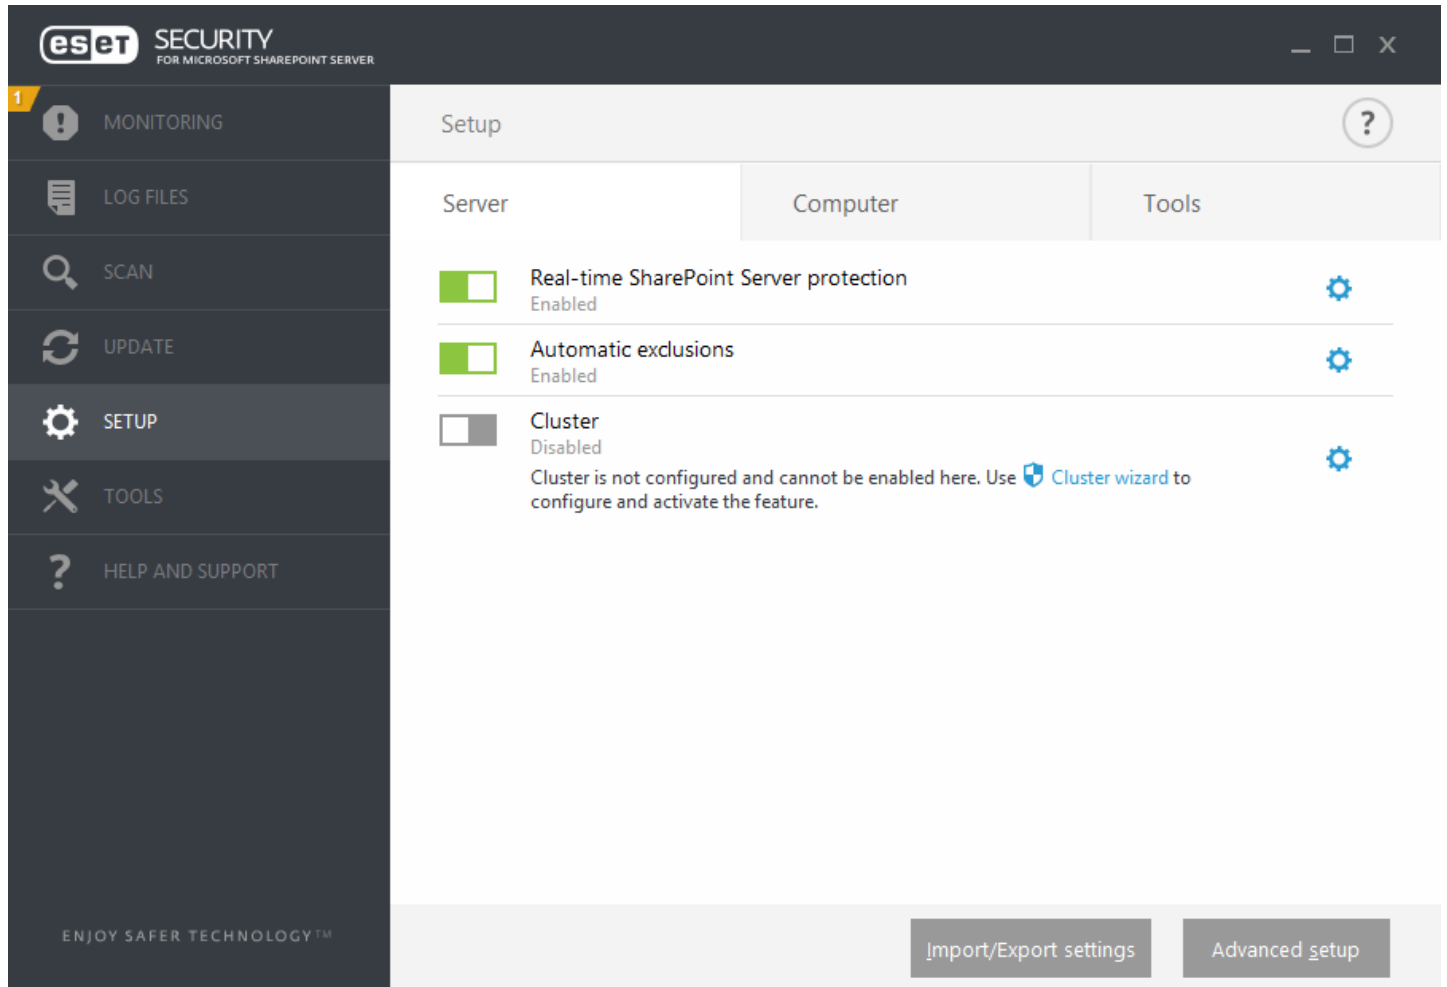 eset SECURITY
FOR MICROSOFT SHAREPOINT SERVER
1
MONITORING
LOG FILES
SCAN
UPDATE
SETUP
TOOLS
HELP AND SUPPORT
ENJOY SAFER TECHNOLOGY™
Setup
?
Server Computer Tools
Real-time SharePoint Server protection
Enabled
Automatic exclusions
Enabled
Cluster
Disabled
Cluster is not configured and cannot be enabled here. Use Cluster wizard to
configure and activate the feature.
Import/Export settings Advanced setup